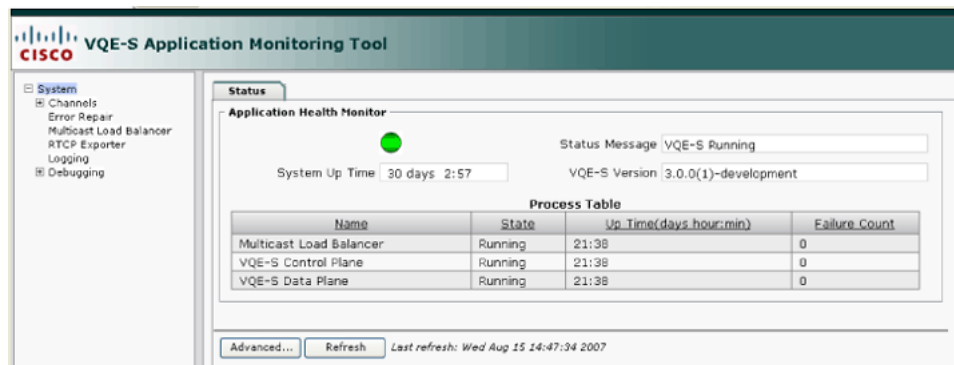 CISCO VQE-S Application Monitoring Tool
System
Channels
Error Repair
Multicast Load Balancer
RTCP Exporter
Logging
Debugging
Status
Application Health Monitor
Status Message VQE-S Running
System Up Time 30 days 2:57 VQE-S Version 3.0.0(1)-development
Process Table
Name State Up Time(days hour:min) Failure Count
Multicast Load Balancer Running 21:38 0
VQE-S Control Plane Running 21:38 0
VQE-S Data Plane Running 21:38 0
Advanced... Refresh Last refresh: Wed Aug 15 14:47:34 2007